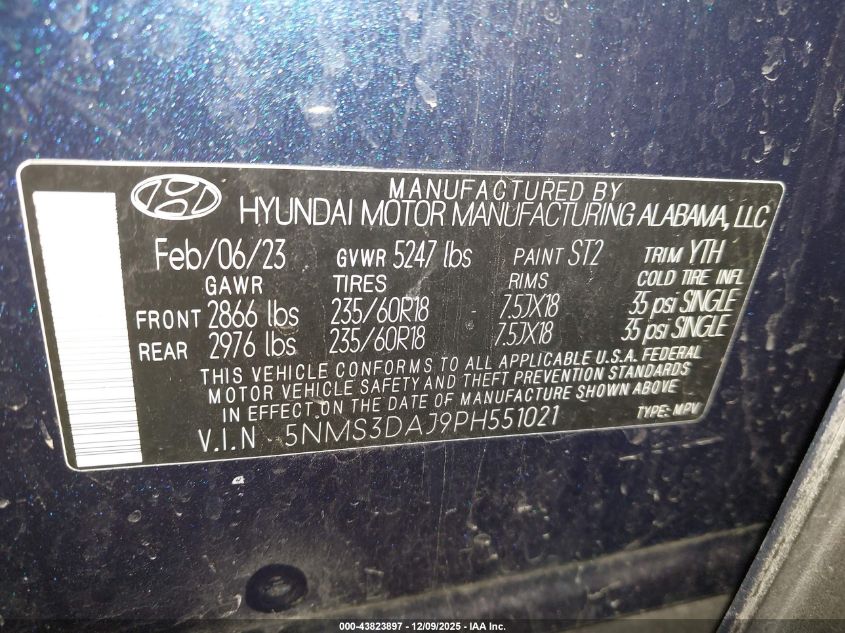 MANUFACTURED BY
HYUNDAI MOTOR MANUFACTURING ALABAMA, LLC
Feb/06/23 GVWR 5247 lbs PAINT ST2 TRIM YTH
GAWR TIRES RIMS COLD TIRE INFL
FRONT 2866 lbs 235/60R18 7.5JX18 35 psi SINGLE
REAR 2976 lbs 235/60R18 7.5JX18 35 psi SINGLE
THIS VEHICLE CONFORMS TO ALL APPLICABLE U.S.A. FEDERAL
MOTOR VEHICLE SAFETY AND THEFT PREVENTION STANDARDS
IN EFFECT ON THE DATE OF MANUFACTURE SHOWN ABOVE
V.I.N 5NMS3DAJ9PH551021 TYPE: MPV
000-43823897 - 12/09/2025 - IAA Inc.